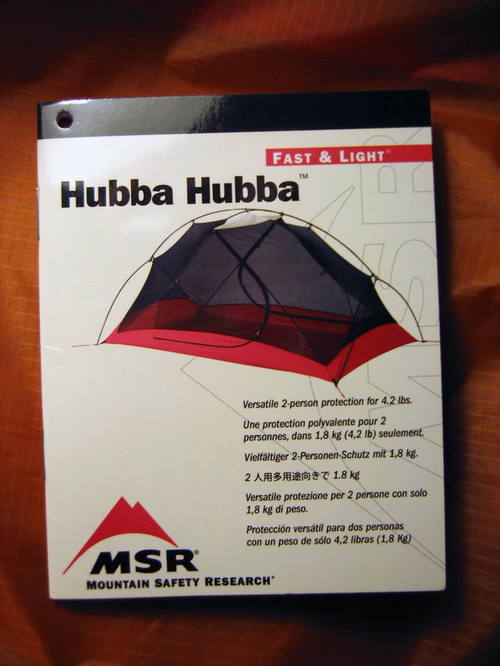 FAST & LIGHT®
Hubba Hubba™
MSR
Versatile 2-person protection for 4.2 lbs.
Une protection polyvalente pour 2
personnes, dans 1,8 kg (4,2 lb) seulement.
Vielfältiger 2-Personen-Schutz mit 1,8 kg.
2 人用多用途向きで 1.8 kg
Versatile protezione per 2 persone con solo
1,8 kg di peso.
Protección versátil para dos personas
con un peso de sólo 4,2 libras (1,8 Kg)
MSR®
MOUNTAIN SAFETY RESEARCH®